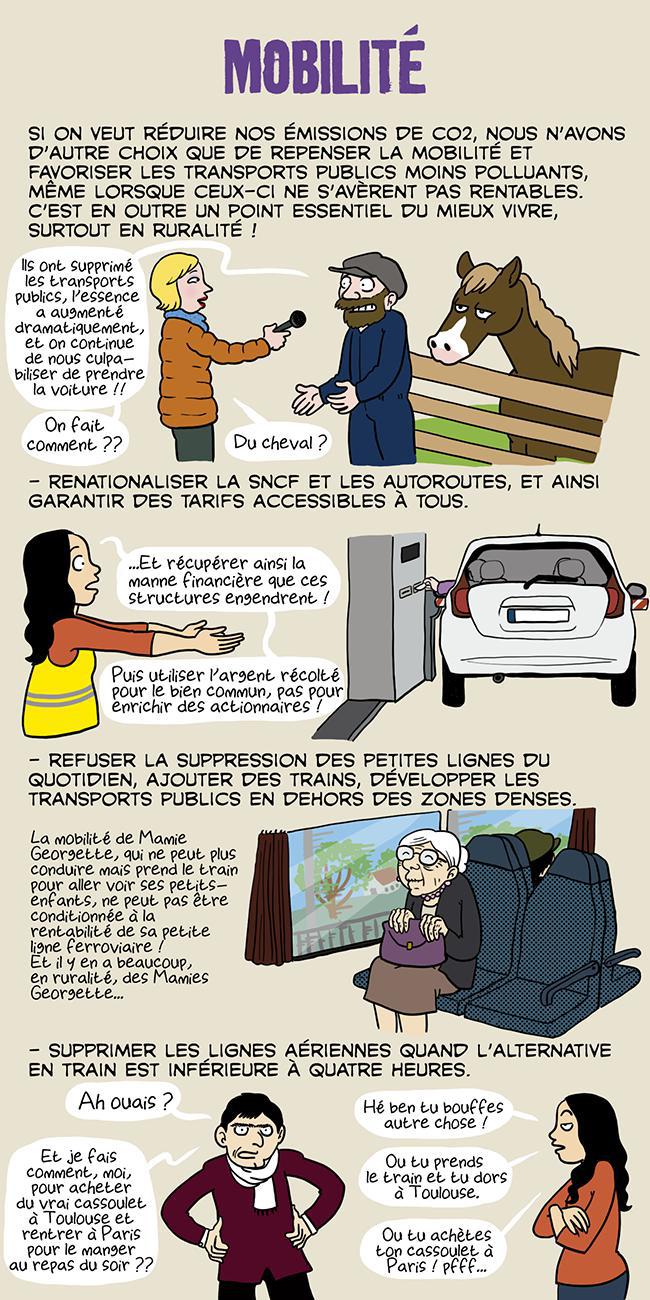 MOBILITÉ
SI ON VEUT RÉDUIRE NOS ÉMISSIONS DE CO2, NOUS N'AVONS
D'AUTRE CHOIX QUE DE REPENSER LA MOBILITÉ ET
FAVORISER LES TRANSPORTS PUBLICS MOINS POLLUANTS,
MÊME LORSQUE CEUX-CI NE S'AVÈRENT PAS RENTABLES.
C'EST EN OUTRE UN POINT ESSENTIEL DU MIEUX VIVRE,
SURTOUT EN RURALITÉ !
Ils ont supprimé
les transports
publics, l'essence
a augmenté
dramatiquement,
et on continue
de nous culpa-
biliser de prendre
la voiture !!
On fait
comment ??
Du cheval ?
- RENATIONALISER LA SNCF ET LES AUTOROUTES, ET AINSI
GARANTIR DES TARIFS ACCESSIBLES À TOUS.
...Et récupérer ainsi la
manne financière que ces
structures engendrent !
Puis utiliser l'argent récolté
pour le bien commun, pas pour
enrichir des actionnaires !
- REFUSER LA SUPPRESSION DES PETITES LIGNES DU
QUOTIDIEN, AJOUTER DES TRAINS, DÉVELOPPER LES
TRANSPORTS PUBLICS EN DEHORS DES ZONES DENSES.
La mobilité de Mamie
Georgette, qui ne peut plus
conduire mais prend le train
pour aller voir ses petits-
enfants, ne peut pas être
conditionnée à la
rentabilité de sa petite
ligne ferroviaire !
Et il y en a beaucoup,
en ruralité, des Mamies
Georgette...
- SUPPRIMER LES LIGNES AÉRIENNES QUAND L'ALTERNATIVE
EN TRAIN EST INFÉRIEURE À QUATRE HEURES.
Ah ouais ?
Et je fais
comment, moi,
pour acheter
du vrai cassoulet
à Toulouse et
rentrer à Paris
pour le manger
au repas du soir ??
Hé ben tu bouffes
autre chose !
Ou tu prends
le train et tu dors
à Toulouse.
Ou tu achètes
ton cassoulet à
Paris ! pfff...